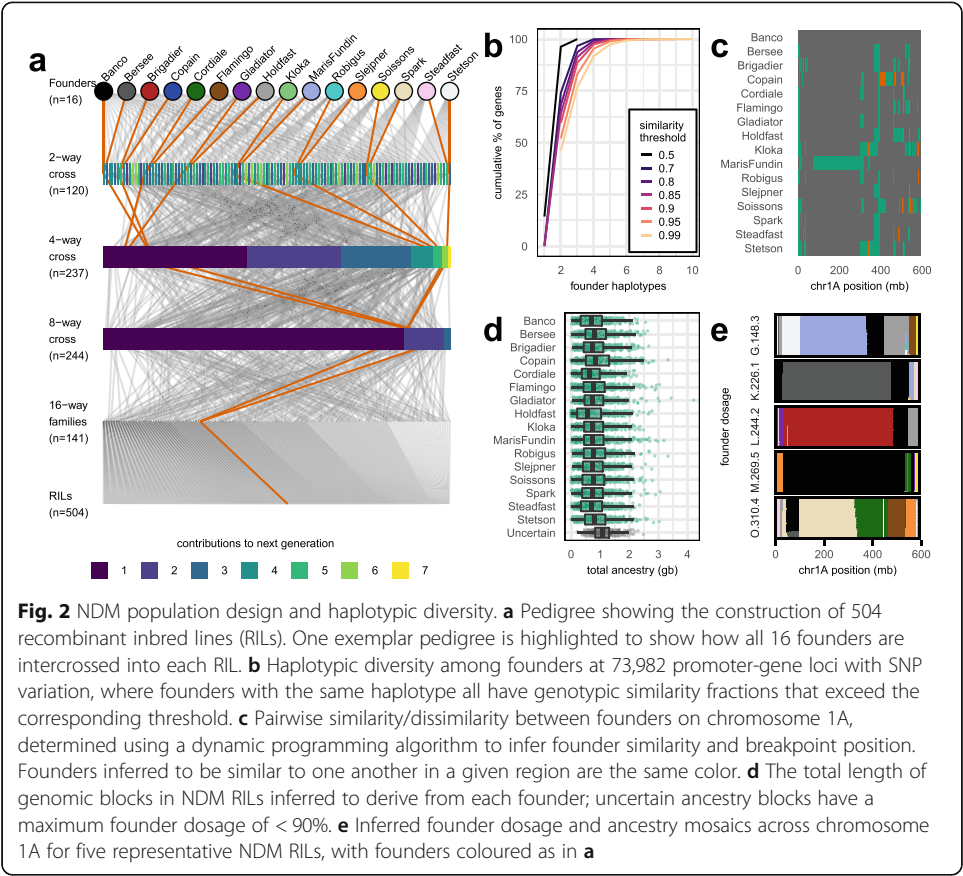 a
Banco
Bersee
Brigadier
Copain
Cordiale
Flamingo
Gladiator
Holdfast
Kloka
MarisFundin
Robigus
Slejpner
Soissons
Spark
Steadfast
Stetson
Founders
(n=16)
2−way
cross
(n=120)
4−way
cross
(n=237)
8−way
cross
(n=244)
16−way
families
(n=141)
RILs
(n=504)
contributions to next generation
1 2 3 4 5 6 7
b
100
75
50
25
0
cumulative % of genes
similarity
threshold
0.5
0.7
0.8
0.85
0.9
0.95
0.99
2 4 6 8 10
founder haplotypes
c
Banco
Bersee
Brigadier
Copain
Cordiale
Flamingo
Gladiator
Holdfast
Kloka
MarisFundin
Robigus
Slejpner
Soissons
Spark
Steadfast
Stetson
0 200 400 600
chr1A position (mb)
d
Banco
Bersee
Brigadier
Copain
Cordiale
Flamingo
Gladiator
Holdfast
Kloka
MarisFundin
Robigus
Slejpner
Soissons
Spark
Steadfast
Stetson
Uncertain
0 1 2 3 4
total ancestry (gb)
e
founder dosage
G.148.3
K.226.1
L.244.2
M.269.5
O.310.4
0 200 400 600
chr1A position (mb)
Fig. 2 NDM population design and haplotypic diversity. a Pedigree showing the construction of 504
recombinant inbred lines (RILs). One exemplar pedigree is highlighted to show how all 16 founders are
intercrossed into each RIL. b Haplotypic diversity among founders at 73,982 promoter-gene loci with SNP
variation, where founders with the same haplotype all have genotypic similarity fractions that exceed the
corresponding threshold. c Pairwise similarity/dissimilarity between founders on chromosome 1A,
determined using a dynamic programming algorithm to infer founder similarity and breakpoint position.
Founders inferred to be similar to one another in a given region are the same color. d The total length of
genomic blocks in NDM RILs inferred to derive from each founder; uncertain ancestry blocks have a
maximum founder dosage of < 90%. e Inferred founder dosage and ancestry mosaics across chromosome
1A for five representative NDM RILs, with founders coloured as in a